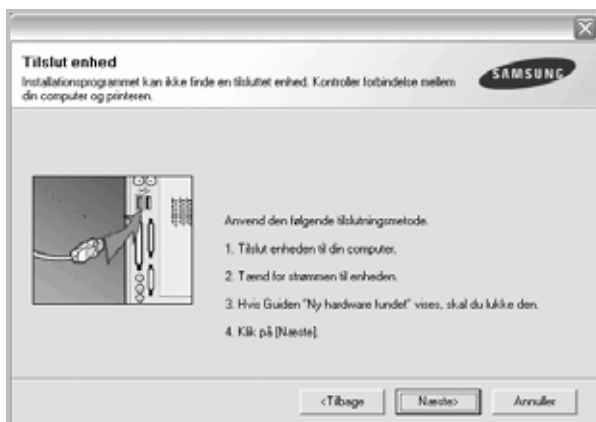 Tilslut enhed
Installationsprogrammet kan ikke finde en tilsluttet enhed. Kontroller forbindelse mellem
din computer og printeren.
SAMSUNG
Anvend den følgende tilslutningsmetode.
1. Tilslut enheden til din computer.
2. Tænd for strømmen til enheden.
3. Hvis Guiden "Ny hardware fundet" vises, skal du lukke den.
4. Klik på [Næste].
<Tilbage
Næste>
Annuller